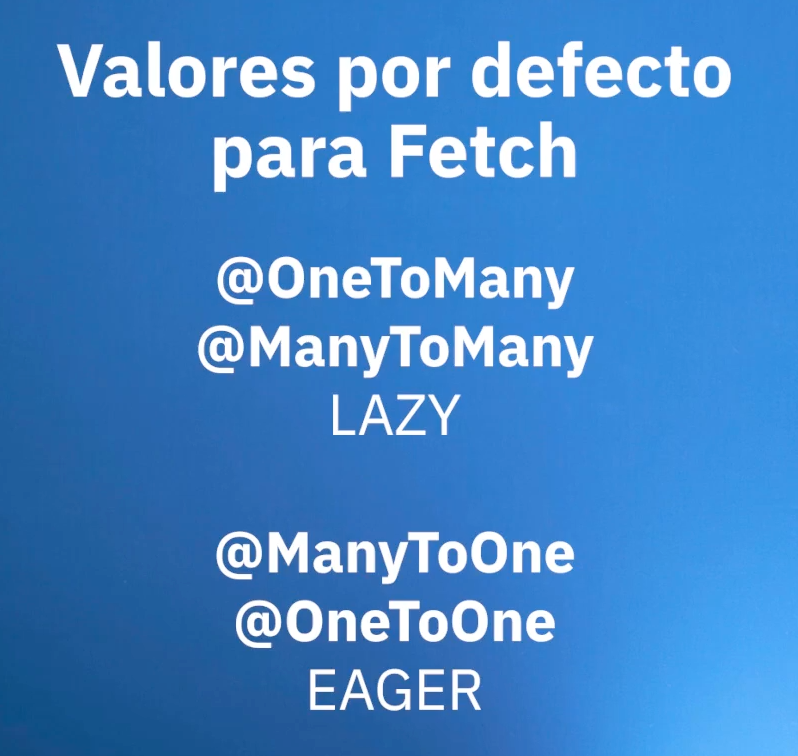 Valores por defecto
para Fetch
@OneToMany
@ManyToMany
LAZY
@ManyToOne
@OneToOne
EAGER